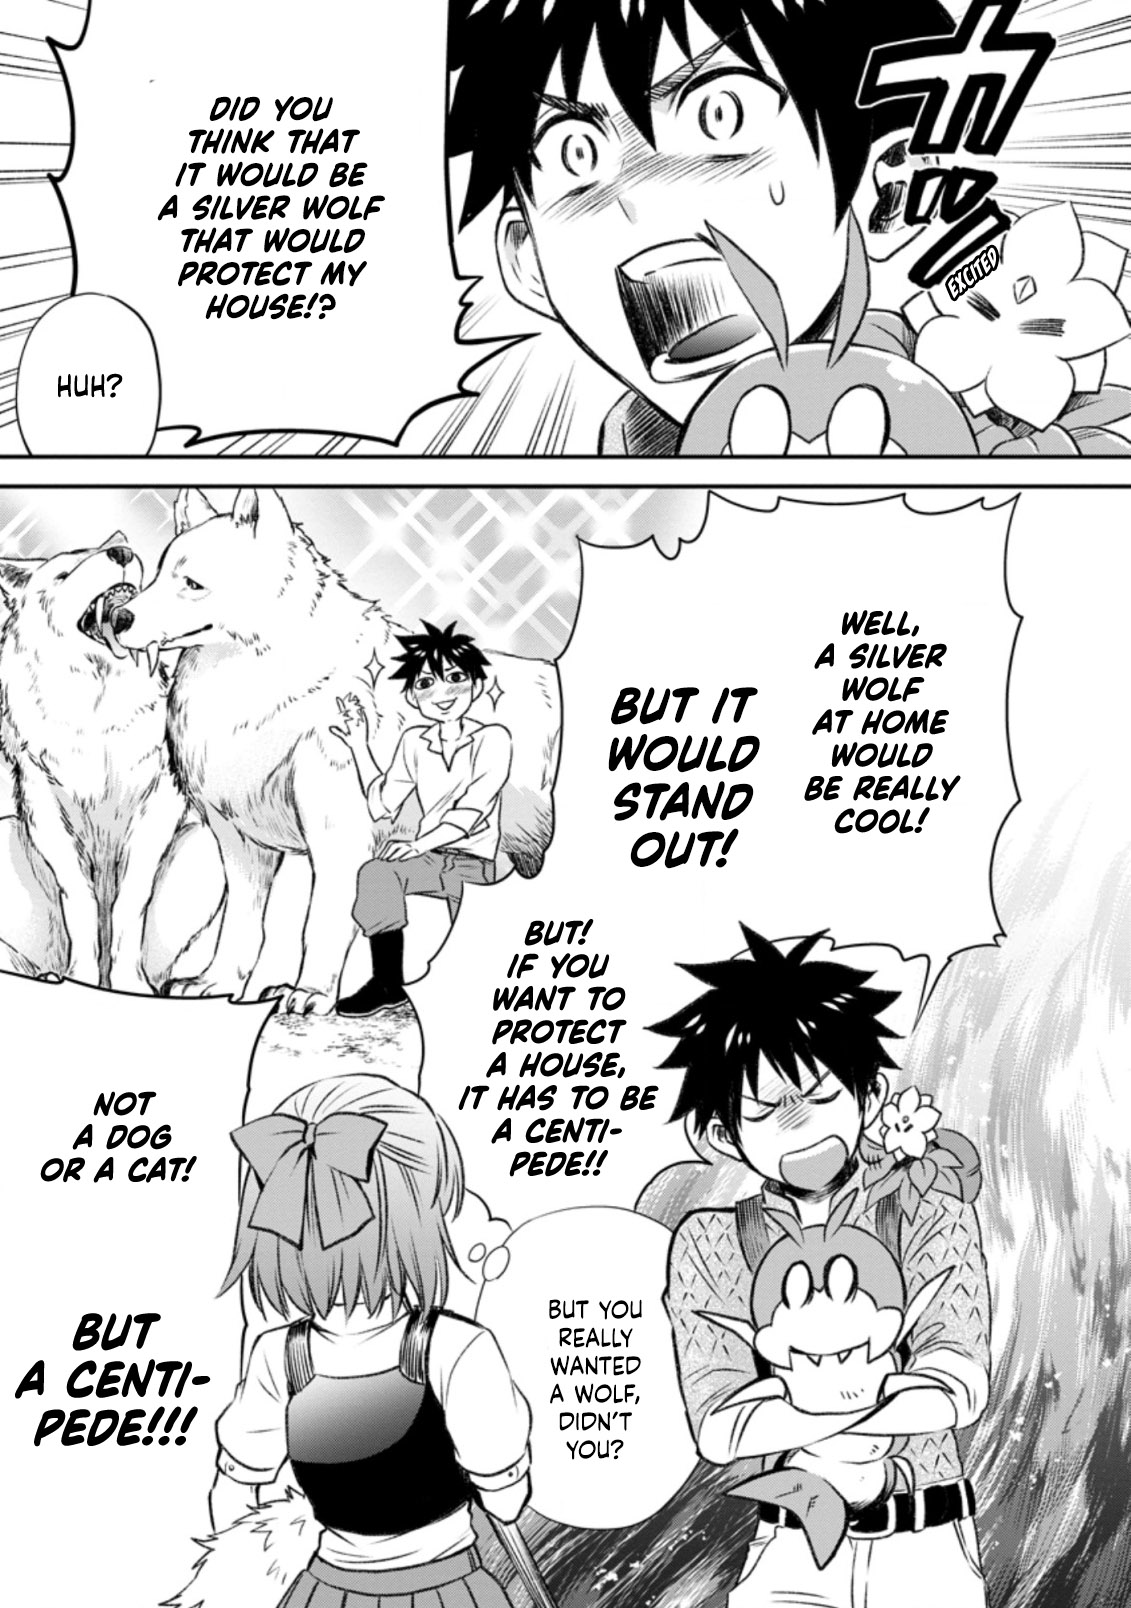 カッ
EXCITED
DID YOU
THINK THAT
IT WOULD BE
A SILVER WOLF
THAT WOULD
PROTECT MY
HOUSE!?
HUH?
WELL,
A SILVER
WOLF
AT HOME
WOULD
BE REALLY
COOL!
BUT IT
WOULD
STAND
OUT!
BUT!
IF YOU
WANT TO
PROTECT
A HOUSE,
IT HAS TO BE
A CENTI-
PEDE!!
NOT
A DOG
OR A CAT!
BUT
A CENTI-
PEDE!!!
BUT YOU
REALLY
WANTED
A WOLF,
DIDN'T
YOU?